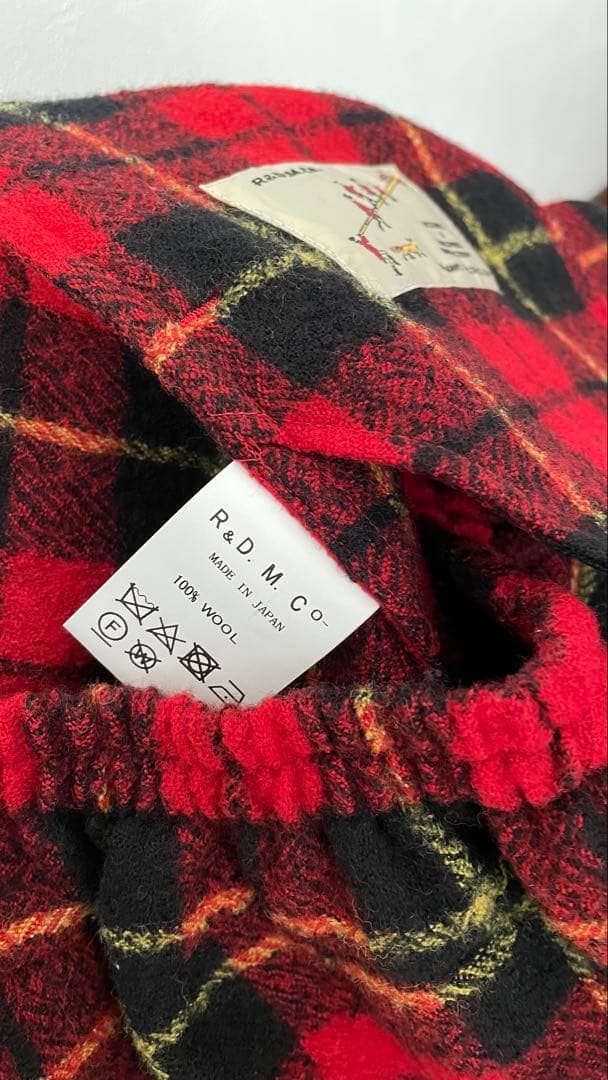 R&D.M.
R&D. M. Co-
MADE IN JAPAN
100% WOOL
F